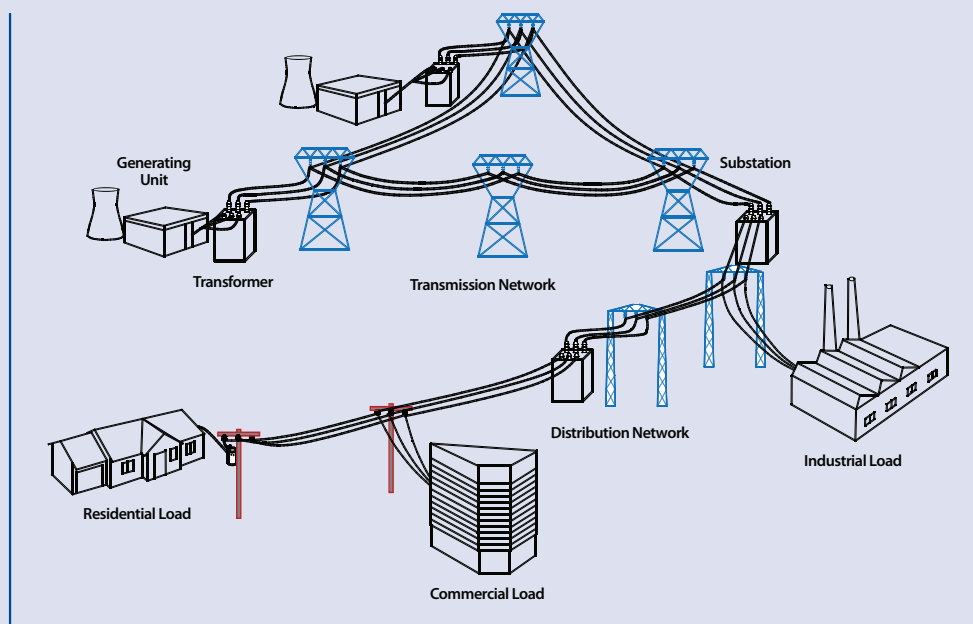 Generating
Unit
Substation
Transformer
Transmission Network
Distribution Network
Industrial Load
Residential Load
Commercial Load